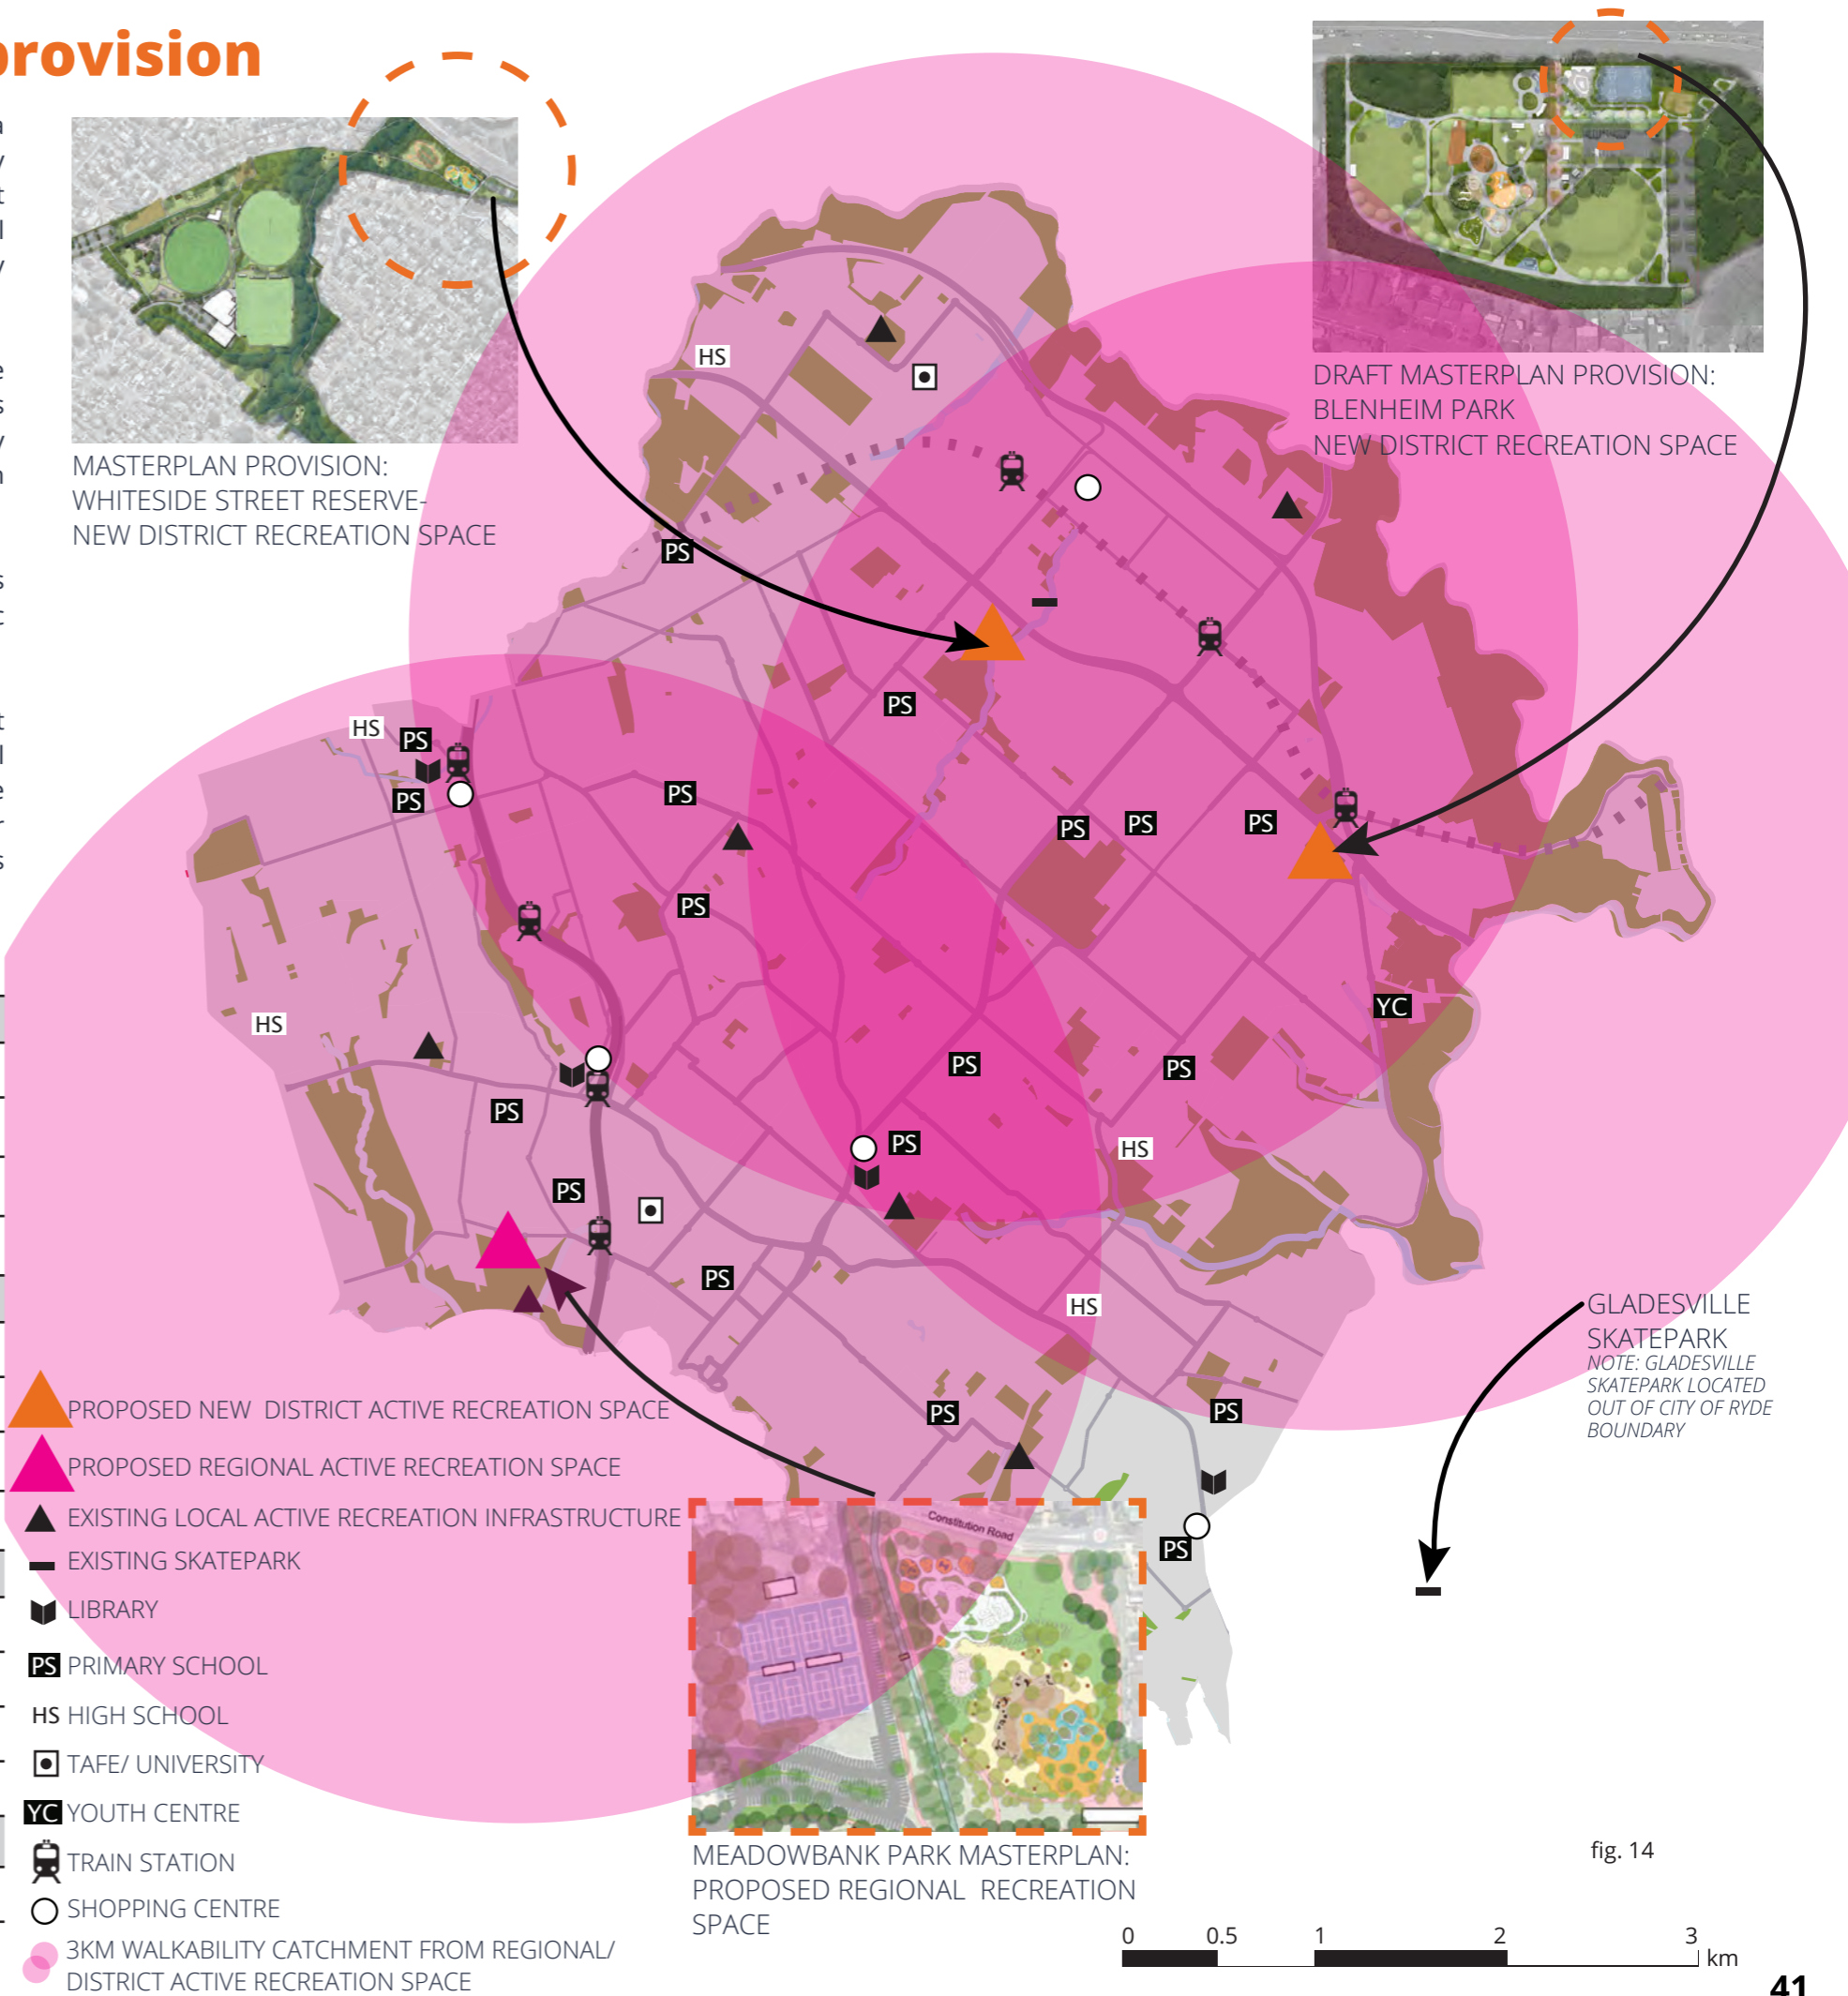 provision
MASTERPLAN PROVISION:
WHITESIDE STREET RESERVE-
NEW DISTRICT RECREATION SPACE
DRAFT MASTERPLAN PROVISION:
BLENHEIM PARK
NEW DISTRICT RECREATION SPACE
HS
PS
PS
HS
PS
PS
PS
PS
PS
PS
PS
YC
HS
PS
PS
PS
PS
HS
PS
PS
HS
PS
PS
PS
GLADESVILLE
SKATEPARK
NOTE: GLADESVILLE
SKATEPARK LOCATED
OUT OF CITY OF RYDE
BOUNDARY
PROPOSED NEW DISTRICT ACTIVE RECREATION SPACE
PROPOSED REGIONAL ACTIVE RECREATION SPACE
EXISTING LOCAL ACTIVE RECREATION INFRASTRUCTURE
EXISTING SKATEPARK
LIBRARY
PS PRIMARY SCHOOL
HS HIGH SCHOOL
TAFE/ UNIVERSITY
YC YOUTH CENTRE
TRAIN STATION
SHOPPING CENTRE
3KM WALKABILITY CATCHMENT FROM REGIONAL/
DISTRICT ACTIVE RECREATION SPACE
Constitution Road
MEADOWBANK PARK MASTERPLAN:
PROPOSED REGIONAL RECREATION
SPACE
fig. 14
0 0.5 1 2 3 km
41